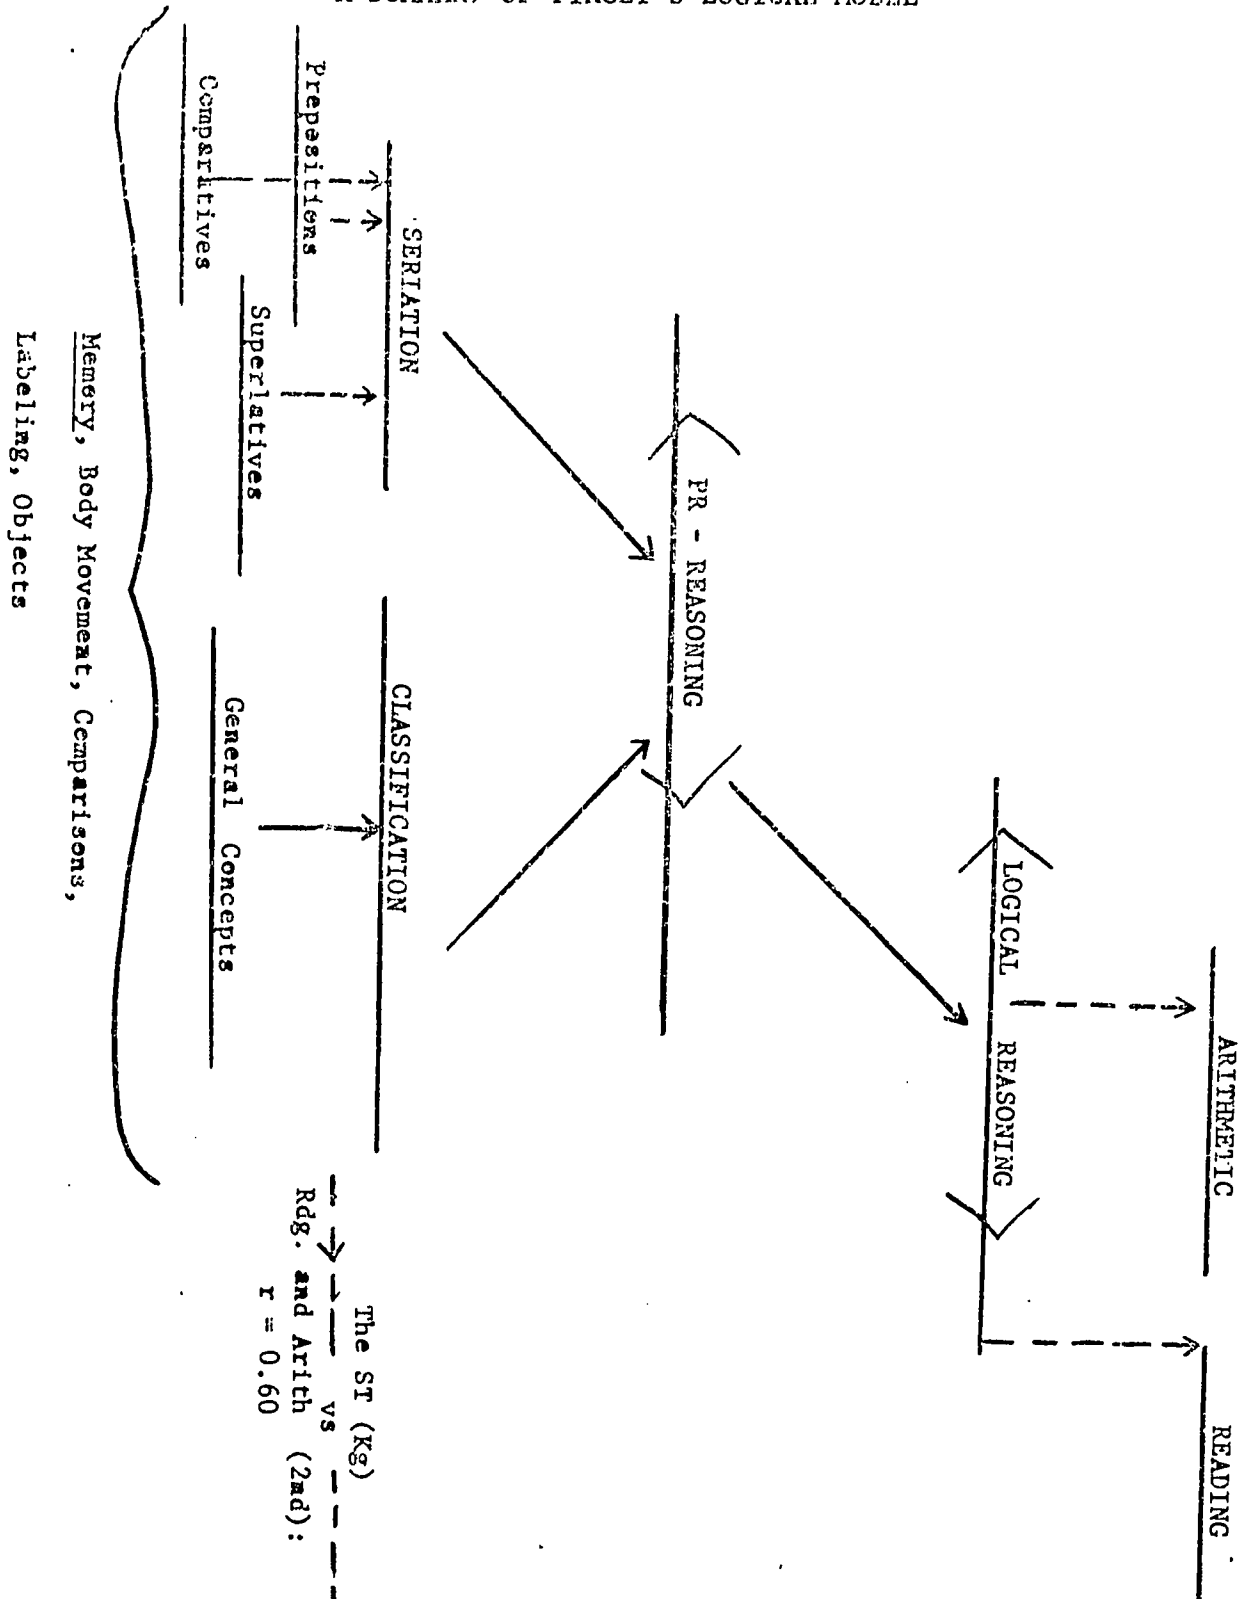 ARITHMETIC
READING
LOGICAL REASONING
PR - REASONING
SERIATION
CLASSIFICATION
Prepositions
Superlatives
Comparatives
General Concepts
The ST (Kg)
vs
Rdg. and Arith (2nd):
r = 0.60
Memory, Body Movement, Comparisons,
Labeling, Objects